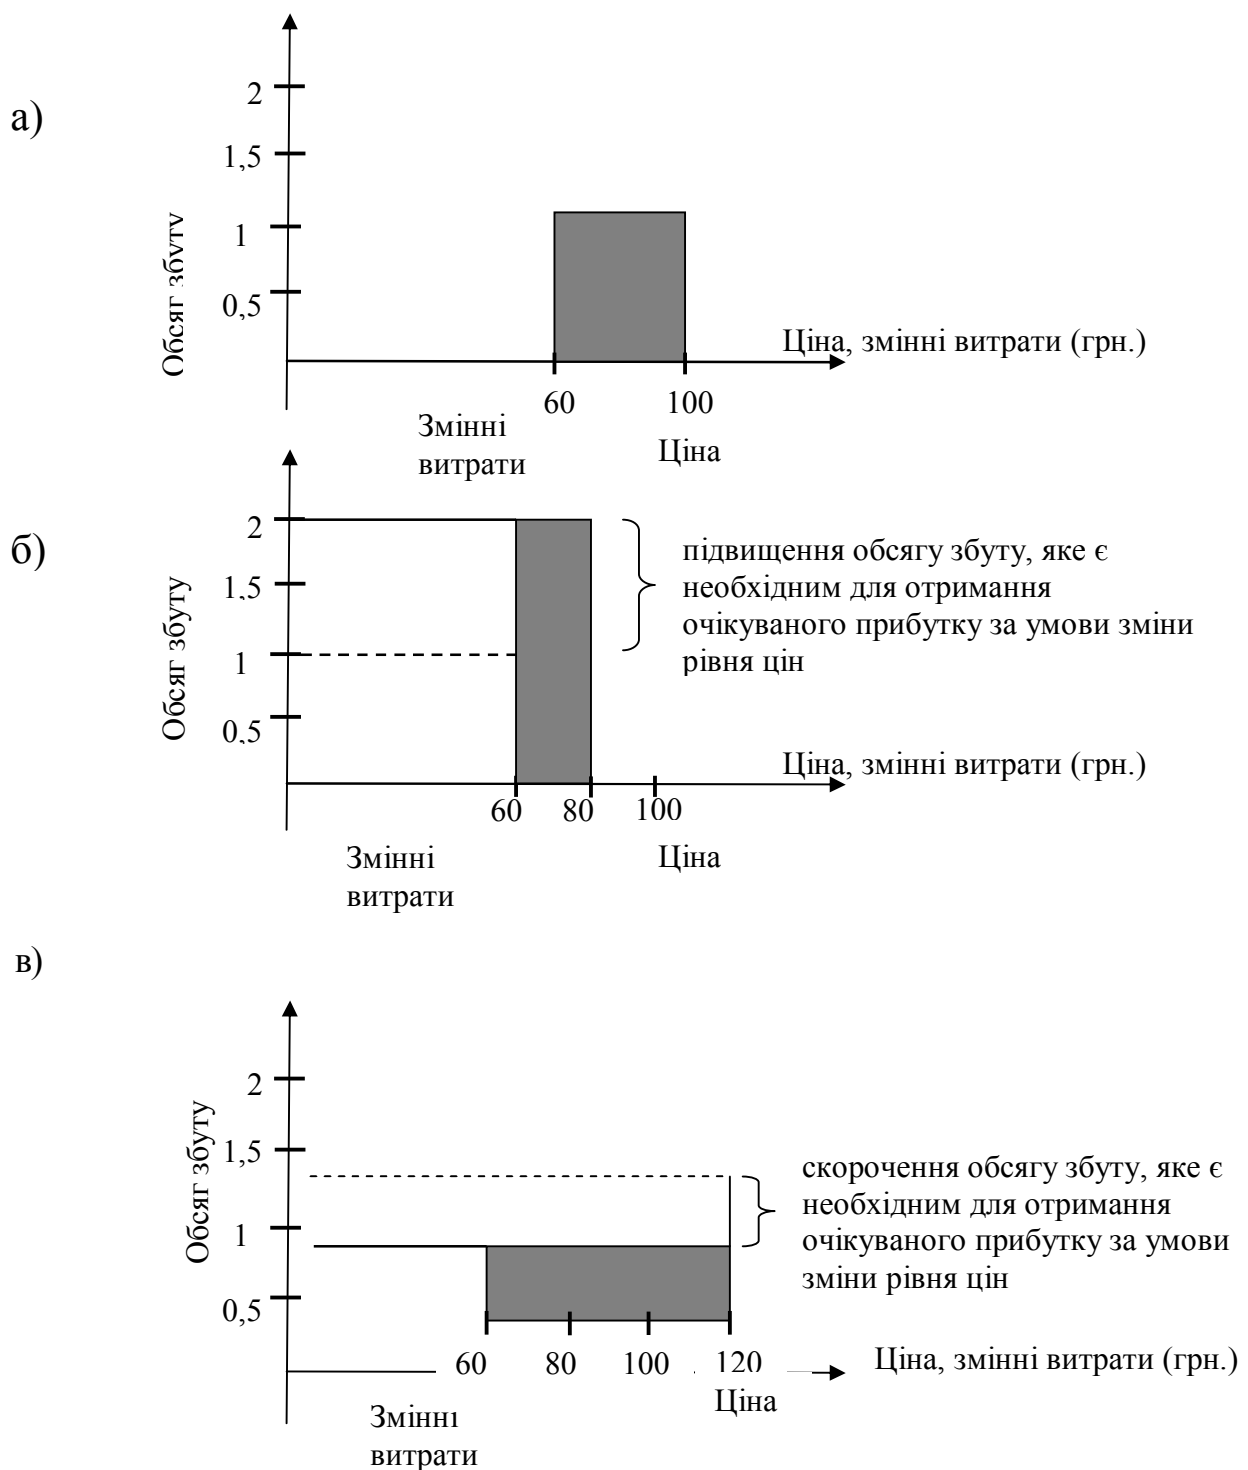 а)
2
1,5
1
0,5
Обсяг збуту
Ціна, змінні витрати (грн.)
60
100
Змінні
витрати
Ціна
б)
2
1,5
1
0,5
Обсяг збуту
підвищення обсягу збуту, яке є
необхідним для отримання
очікуваного прибутку за умови зміни
рівня цін
Ціна, змінні витрати (грн.)
60
80
100
Змінні
витрати
Ціна
в)
2
1,5
1
0,5
Обсяг збуту
скорочення обсягу збуту, яке є
необхідним для отримання
очікуваного прибутку за умови
зміни рівня цін
60
80
100
120
Ціна, змінні витрати (грн.)
Ціна
Змінні
витрати